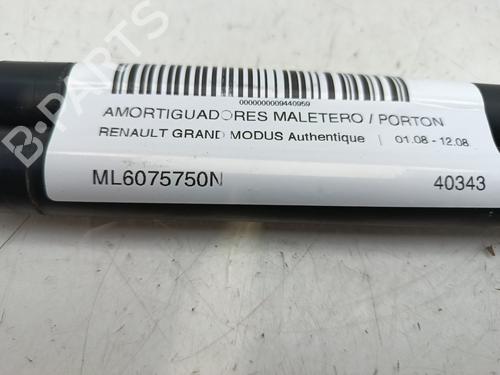 B-PARTS
0000000009440959
AMORTIGUADORES MALETERO / PORTON
RENAULT GRAND MODUS Authentique | 01.08 - 12.08
ML6075750N 40343